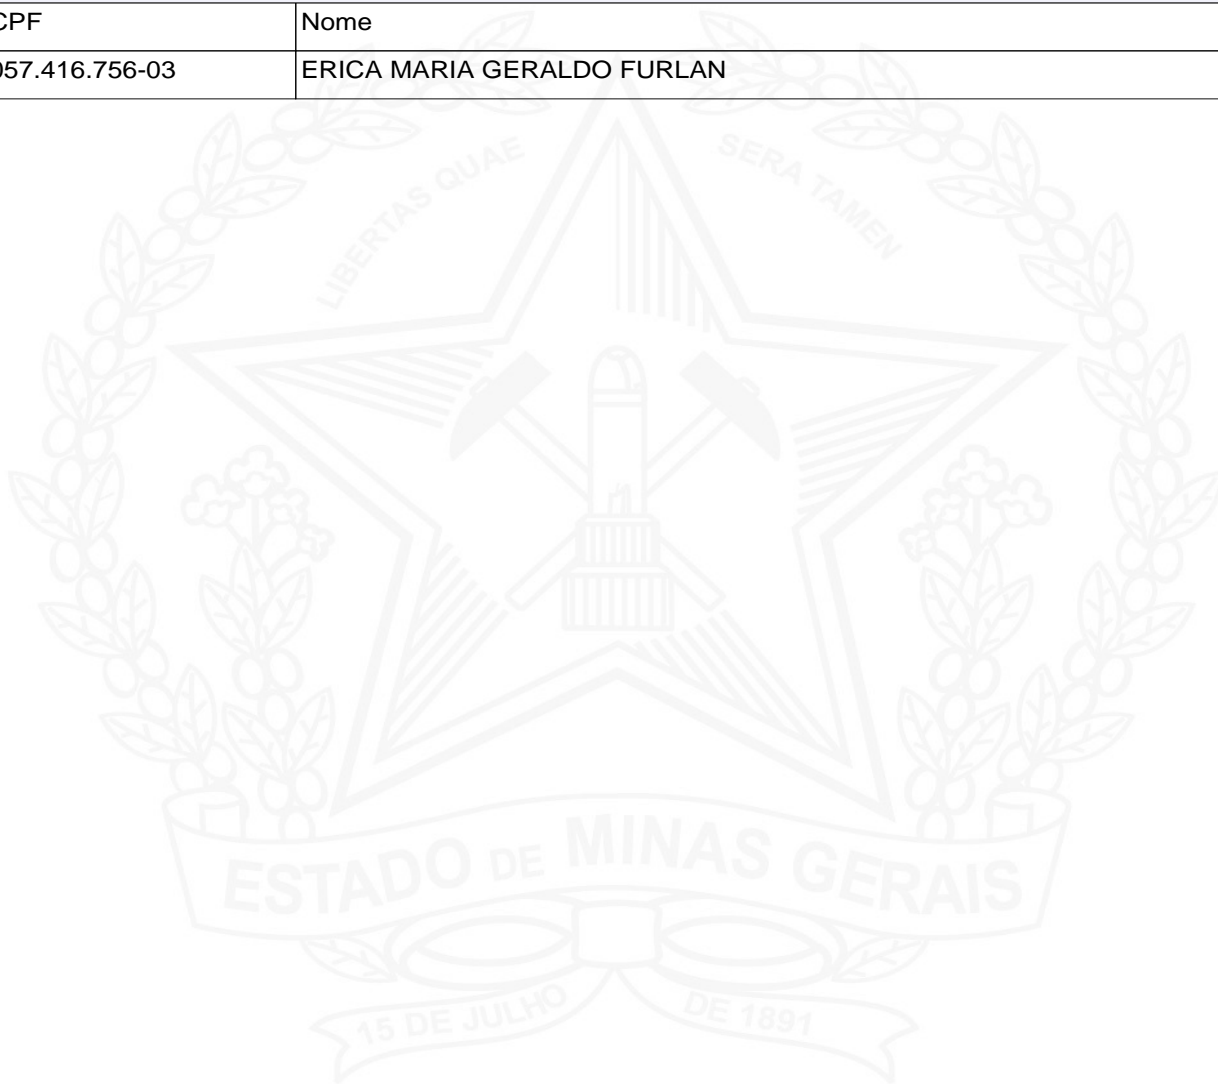 CPF Nome
057.416.756-03 ERICA MARIA GERALDO FURLAN
LIBERTAS QUAE SERA TAMEN
ESTADO DE MINAS GERAIS
15 DE JULHO DE 1891